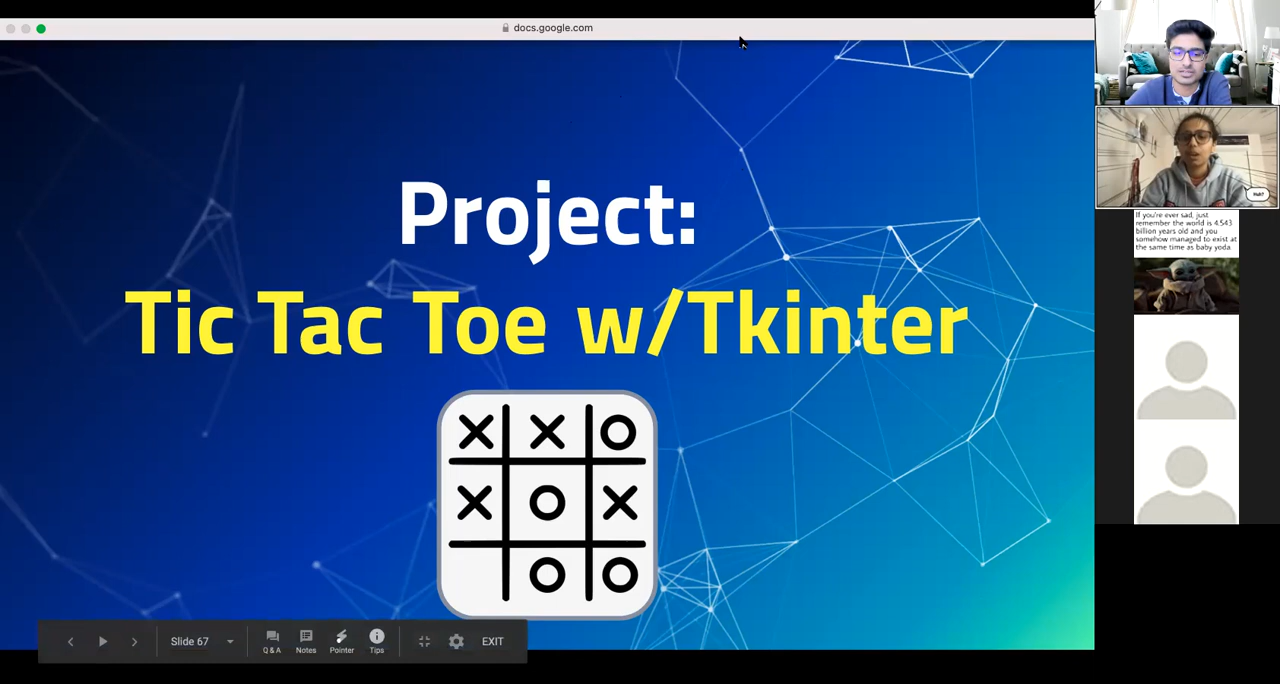 docs.google.com
Project:
Tic Tac Toe w/Tkinter
X X O
X O X
O O
Slide 67
Q & A
Notes
Pointer
Tips
EXIT
Huh?
If you're ever sad, just
remember the world is 4.543
billion years old and you
somehow managed to exist at
the same time as baby yoda.